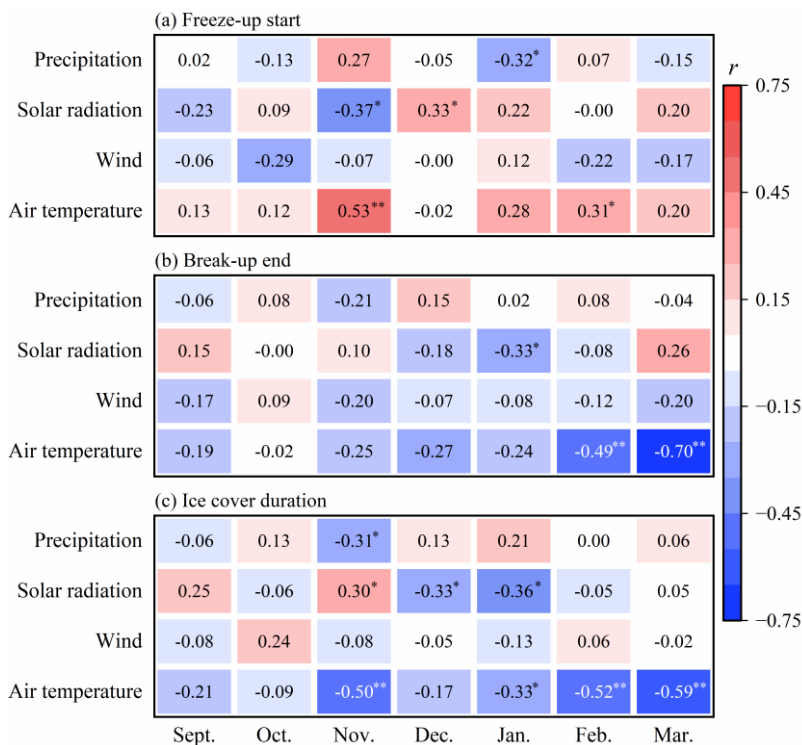 (a) Freeze-up start
Precipitation 0.02 -0.13 0.27 -0.05 -0.32* 0.07 -0.15
Solar radiation -0.23 0.09 -0.37* 0.33* 0.22 -0.00 0.20
Wind -0.06 -0.29 -0.07 -0.00 0.12 -0.22 -0.17
Air temperature 0.13 0.12 0.53** -0.02 0.28 0.31* 0.20
(b) Break-up end
Precipitation -0.06 0.08 -0.21 0.15 0.02 0.08 -0.04
Solar radiation 0.15 -0.00 0.10 -0.18 -0.33* -0.08 0.26
Wind -0.17 0.09 -0.20 -0.07 -0.08 -0.12 -0.20
Air temperature -0.19 -0.02 -0.25 -0.27 -0.24 -0.49** -0.70**
(c) Ice cover duration
Precipitation -0.06 0.13 -0.31* 0.13 0.21 0.00 0.06
Solar radiation 0.25 -0.06 0.30* -0.33* -0.36* -0.05 0.05
Wind -0.08 0.24 -0.08 -0.05 -0.13 0.06 -0.02
Air temperature -0.21 -0.09 -0.50** -0.17 -0.33* -0.52** -0.59**
Sept. Oct. Nov. Dec. Jan. Feb. Mar.
r
0.75
0.45
0.15
−0.15
−0.45
−0.75